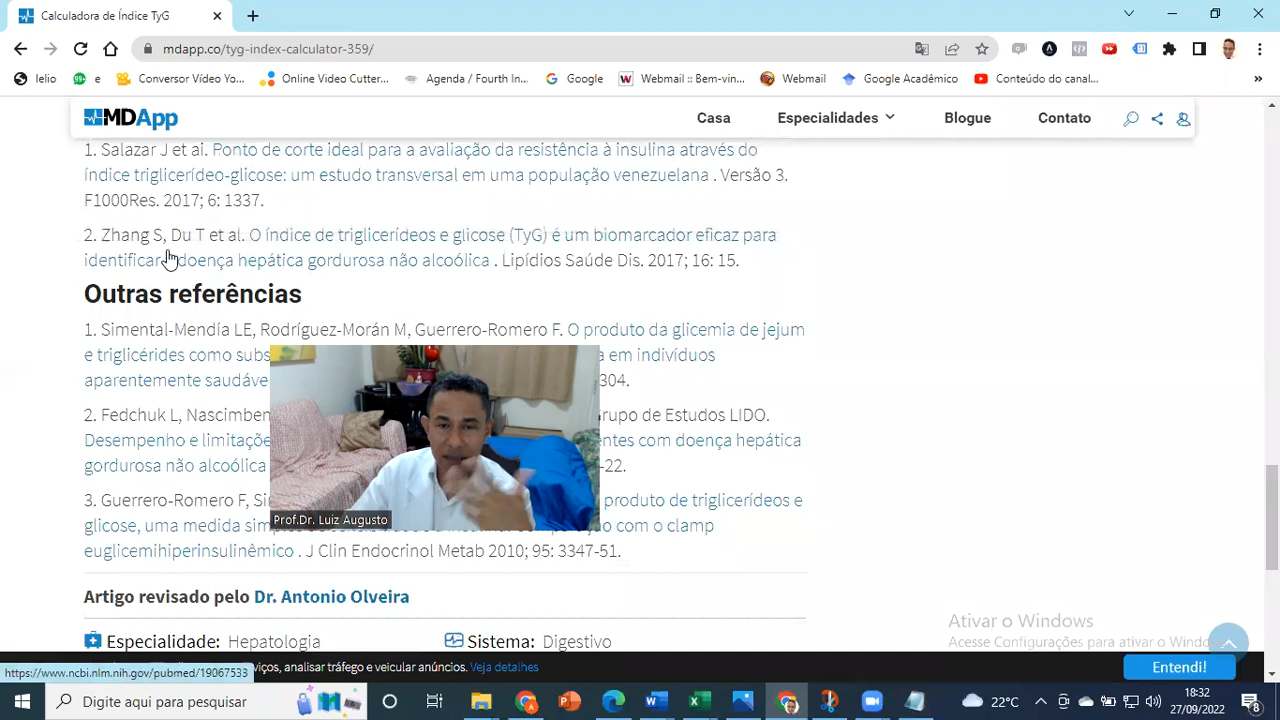 Calculadora de Índice TyG
mdapp.co/tyg-index-calculator-359/
lelio
99+ e
Conversor Vídeo Yo...
Online Video Cutter...
Agenda / Fourth In...
Google
Webmail :: Bem-vin...
Webmail
Google Acadêmico
Conteúdo do canal...
»
MDApp
Casa
Especialidades
Blogue
Contato
1. Salazar J et ai. Ponto de corte ideal para a avaliação da resistência à insulina através do
índice triglicerídeo-glicose: um estudo transversal em uma população venezuelana . Versão 3.
F1000Res. 2017; 6: 1337.
2. Zhang S, Du T et al. O índice de triglicerídeos e glicose (TyG) é um biomarcador eficaz para
identificar doença hepática gordurosa não alcoólica . Lipídios Saúde Dis. 2017; 16: 15.
Outras referências
1. Simental-Mendía LE, Rodríguez-Morán M, Guerrero-Romero F. O produto da glicemia de jejum
e triglicérides como subs a em indivíduos
aparentemente saudáve 304.
2. Fedchuk L, Nascimben Grupo de Estudos LIDO.
Desempenho e limitaçõe entes com doença hepática
gordurosa não alcoólica -22.
3. Guerrero-Romero F, Si produto de triglicerídeos e
glicose, uma medida simples com o clamp
euglicemihiperinsulinêmico . J Clin Endocrinol Metab 2010; 95: 3347-51.
Prof.Dr. Luiz Augusto
Artigo revisado pelo Dr. Antonio Olveira
Especialidade: Hepatologia
Sistema: Digestivo
Ativar o Windows
Acesse Configurações para ativar o Windo
viços, analisar tráfego e veicular anúncios. Veja detalhes
Entendi!
https://www.ncbi.nlm.nih.gov/pubmed/19067533
Digite aqui para pesquisar
22°C
18:32
27/09/2022
8